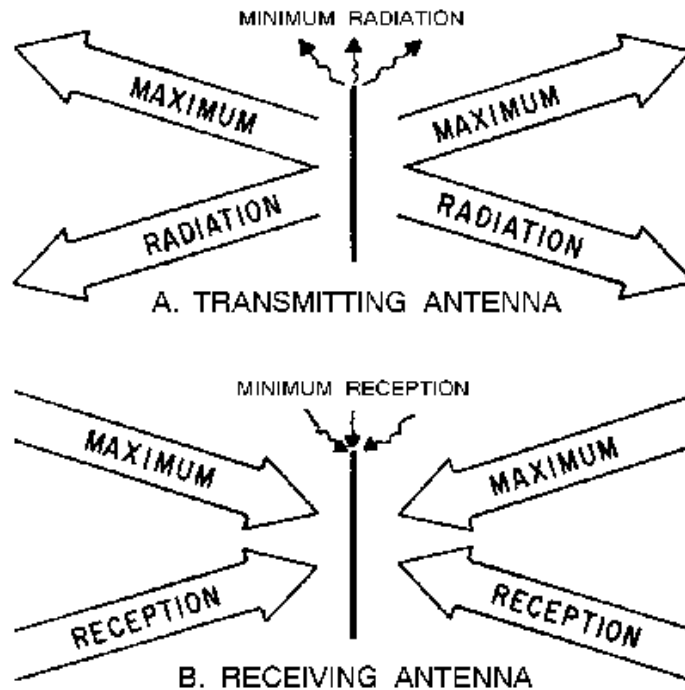 MINIMUM RADIATION
MAXIMUM
MAXIMUM
RADIATION
RADIATION
A. TRANSMITTING ANTENNA
MINIMUM RECEPTION
MAXIMUM
MAXIMUM
RECEPTION
RECEPTION
B. RECEIVING ANTENNA